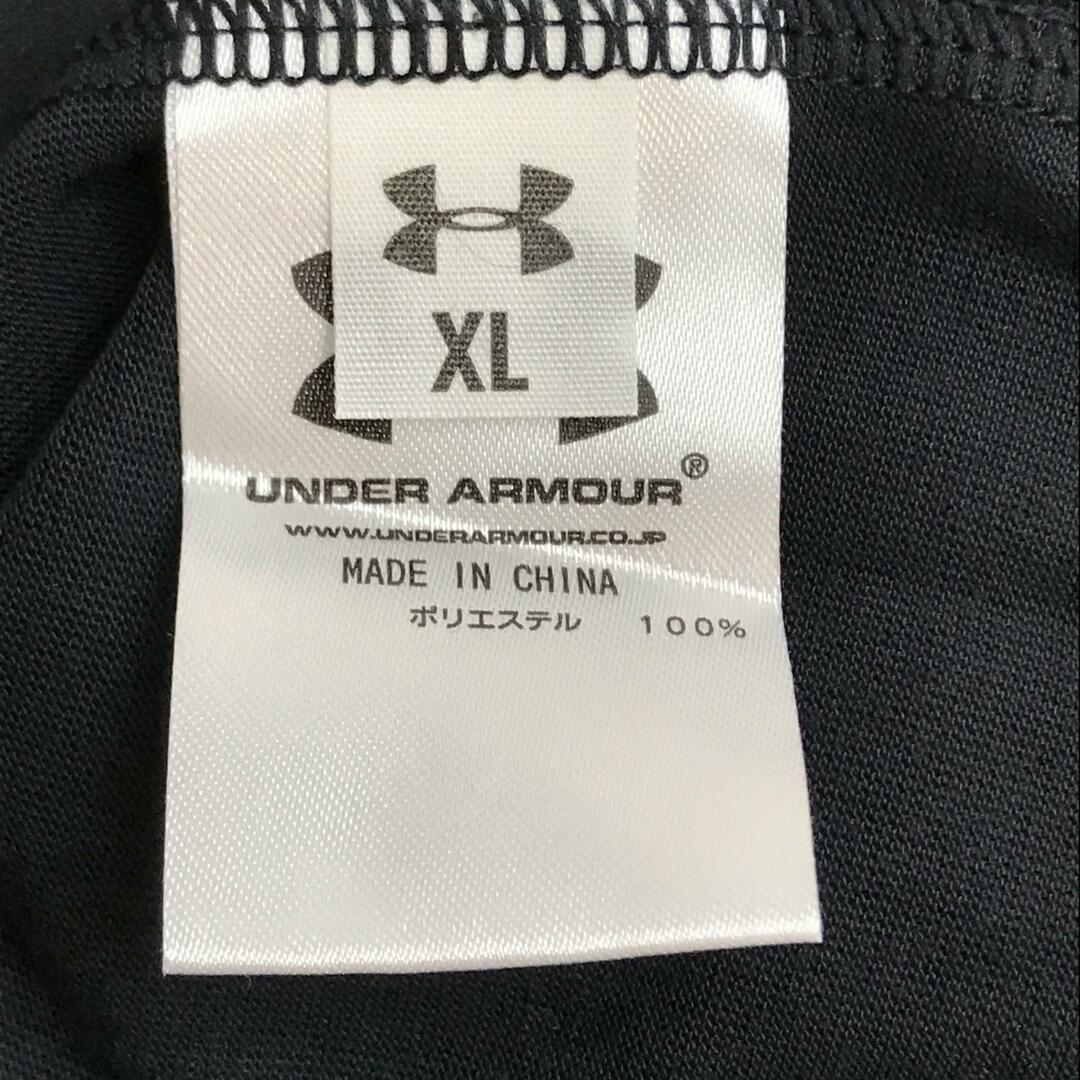 XL
UNDER ARMOUR®
WWW.UNDERARMOUR.CO.JP
MADE IN CHINA
ポリエステル 100%